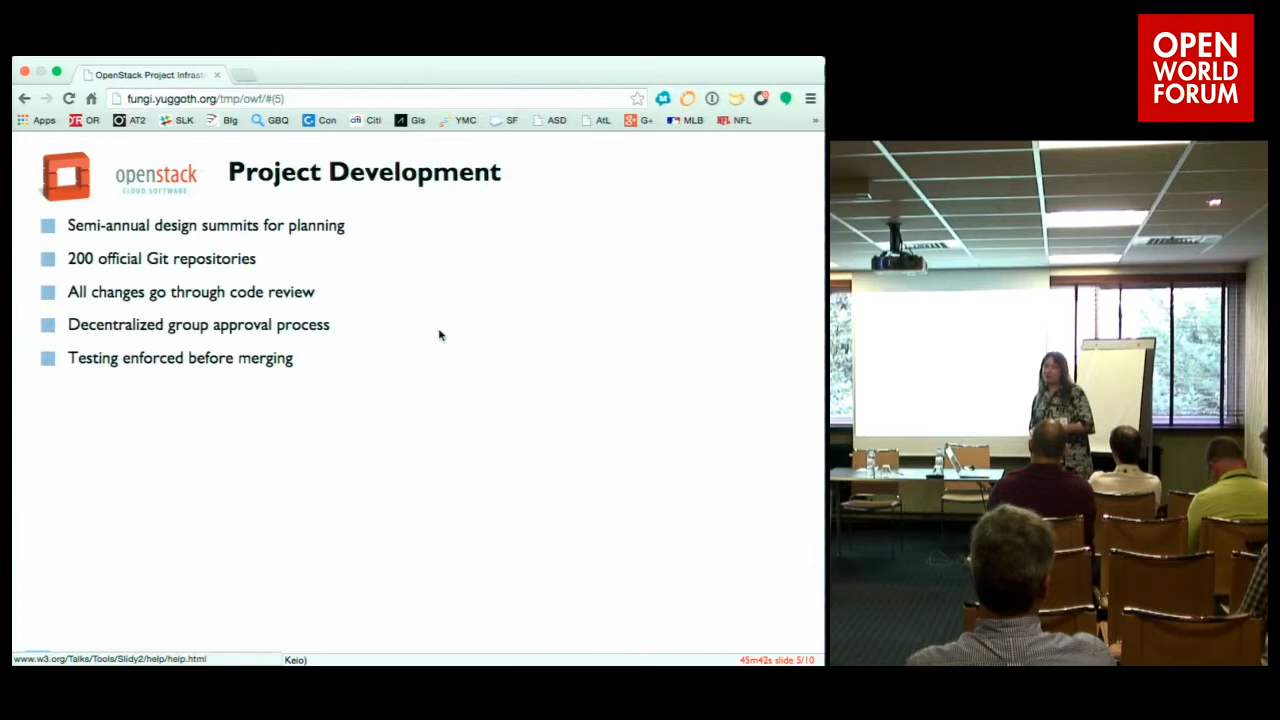 OPEN
WORLD
FORUM
OpenStack Project Infrast
fungi.yuggoth.org/tmp/owf/#(5)
Apps OR AT2 SLK Big GBQ Con Citi Gis YMC SF ASD AtL G+ MLB NFL »
openstack
CLOUD SOFTWARE
Project Development
Semi-annual design summits for planning
200 official Git repositories
All changes go through code review
Decentralized group approval process
Testing enforced before merging
www.w3.org/Talks/Tools/Slidy2/help/help.html
Keio)
45m42s slide 5/10